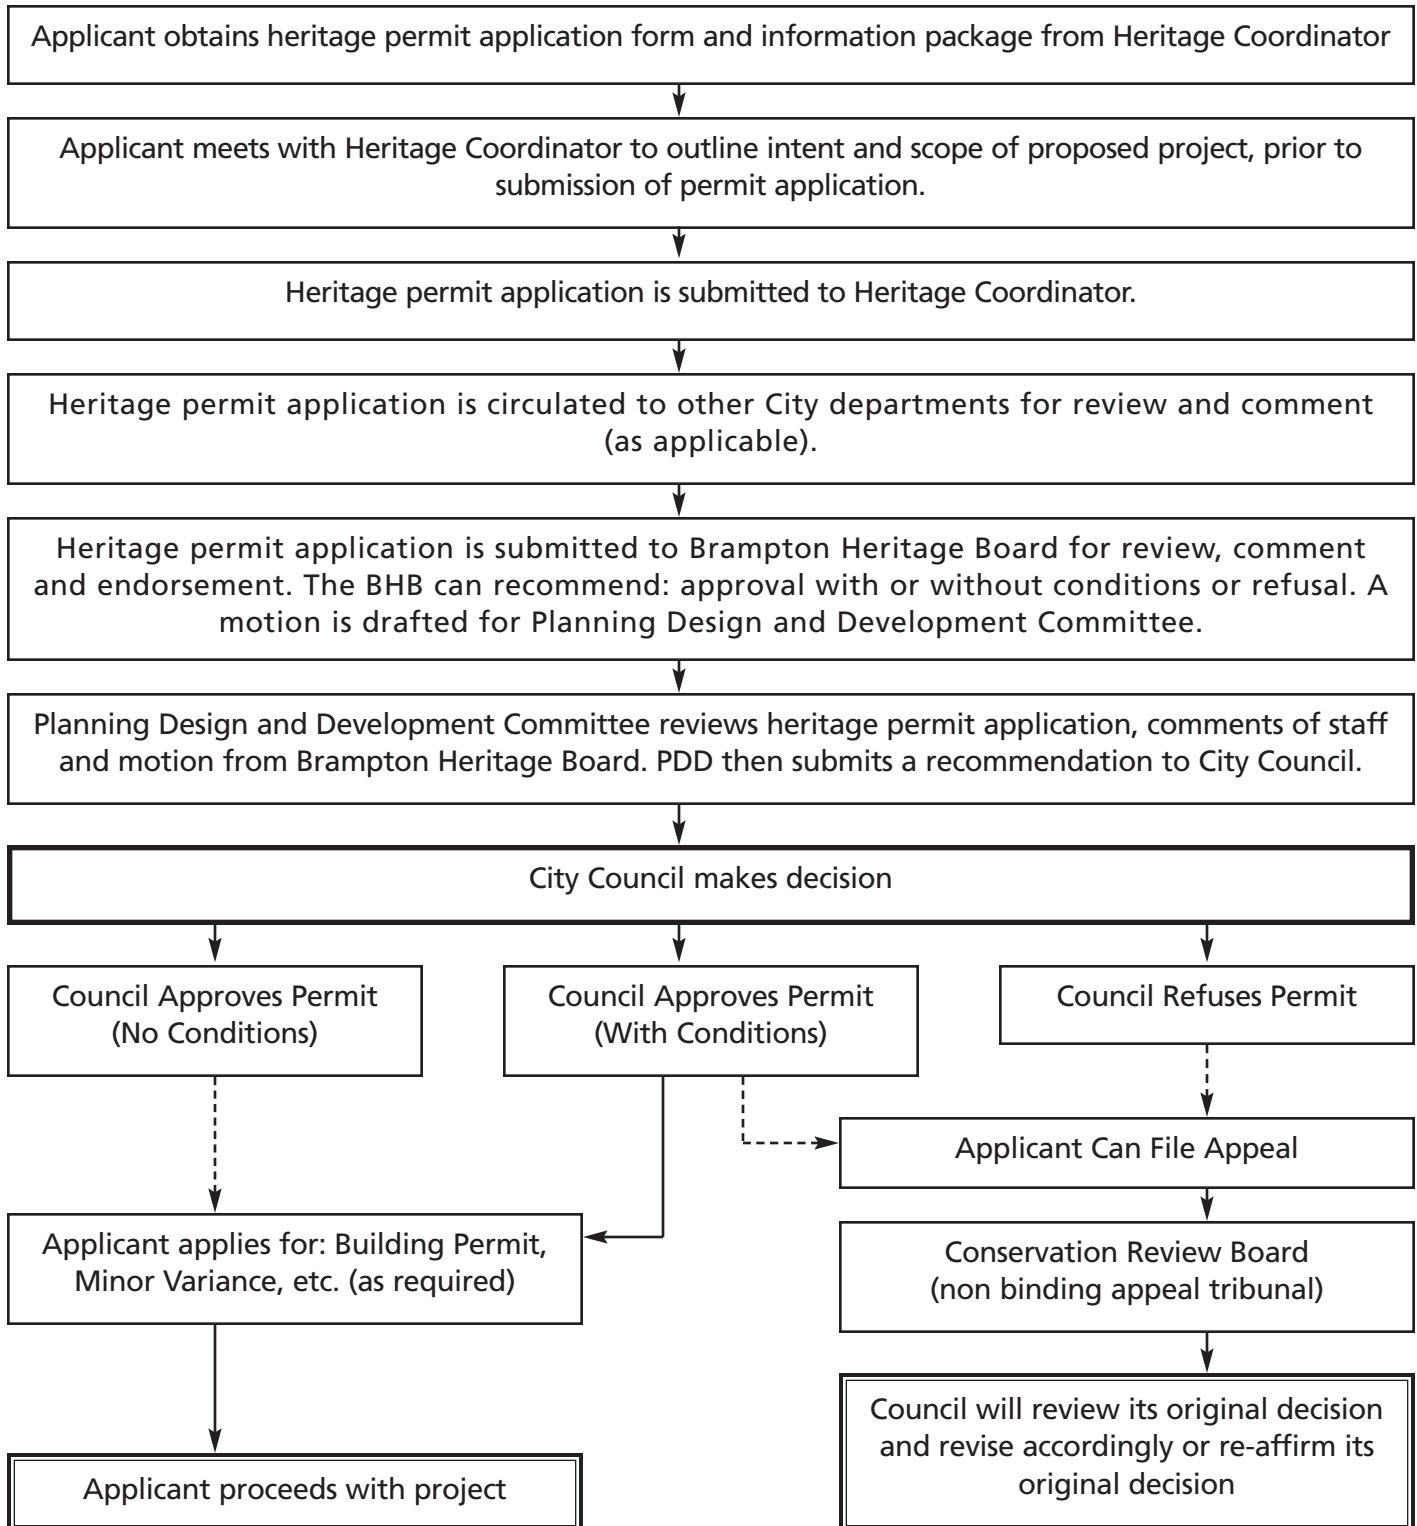 Applicant obtains heritage permit application form and information package from Heritage Coordinator
Applicant meets with Heritage Coordinator to outline intent and scope of proposed project, prior to
submission of permit application.
Heritage permit application is submitted to Heritage Coordinator.
Heritage permit application is circulated to other City departments for review and comment
(as applicable).
Heritage permit application is submitted to Brampton Heritage Board for review, comment
and endorsement. The BHB can recommend: approval with or without conditions or refusal. A
motion is drafted for Planning Design and Development Committee.
Planning Design and Development Committee reviews heritage permit application, comments of staff
and motion from Brampton Heritage Board. PDD then submits a recommendation to City Council.
City Council makes decision
Council Approves Permit
(No Conditions)
Council Approves Permit
(With Conditions)
Council Refuses Permit
Applicant Can File Appeal
Applicant applies for: Building Permit,
Minor Variance, etc. (as required)
Conservation Review Board
(non binding appeal tribunal)
Council will review its original decision
and revise accordingly or re-affirm its
original decision
Applicant proceeds with project